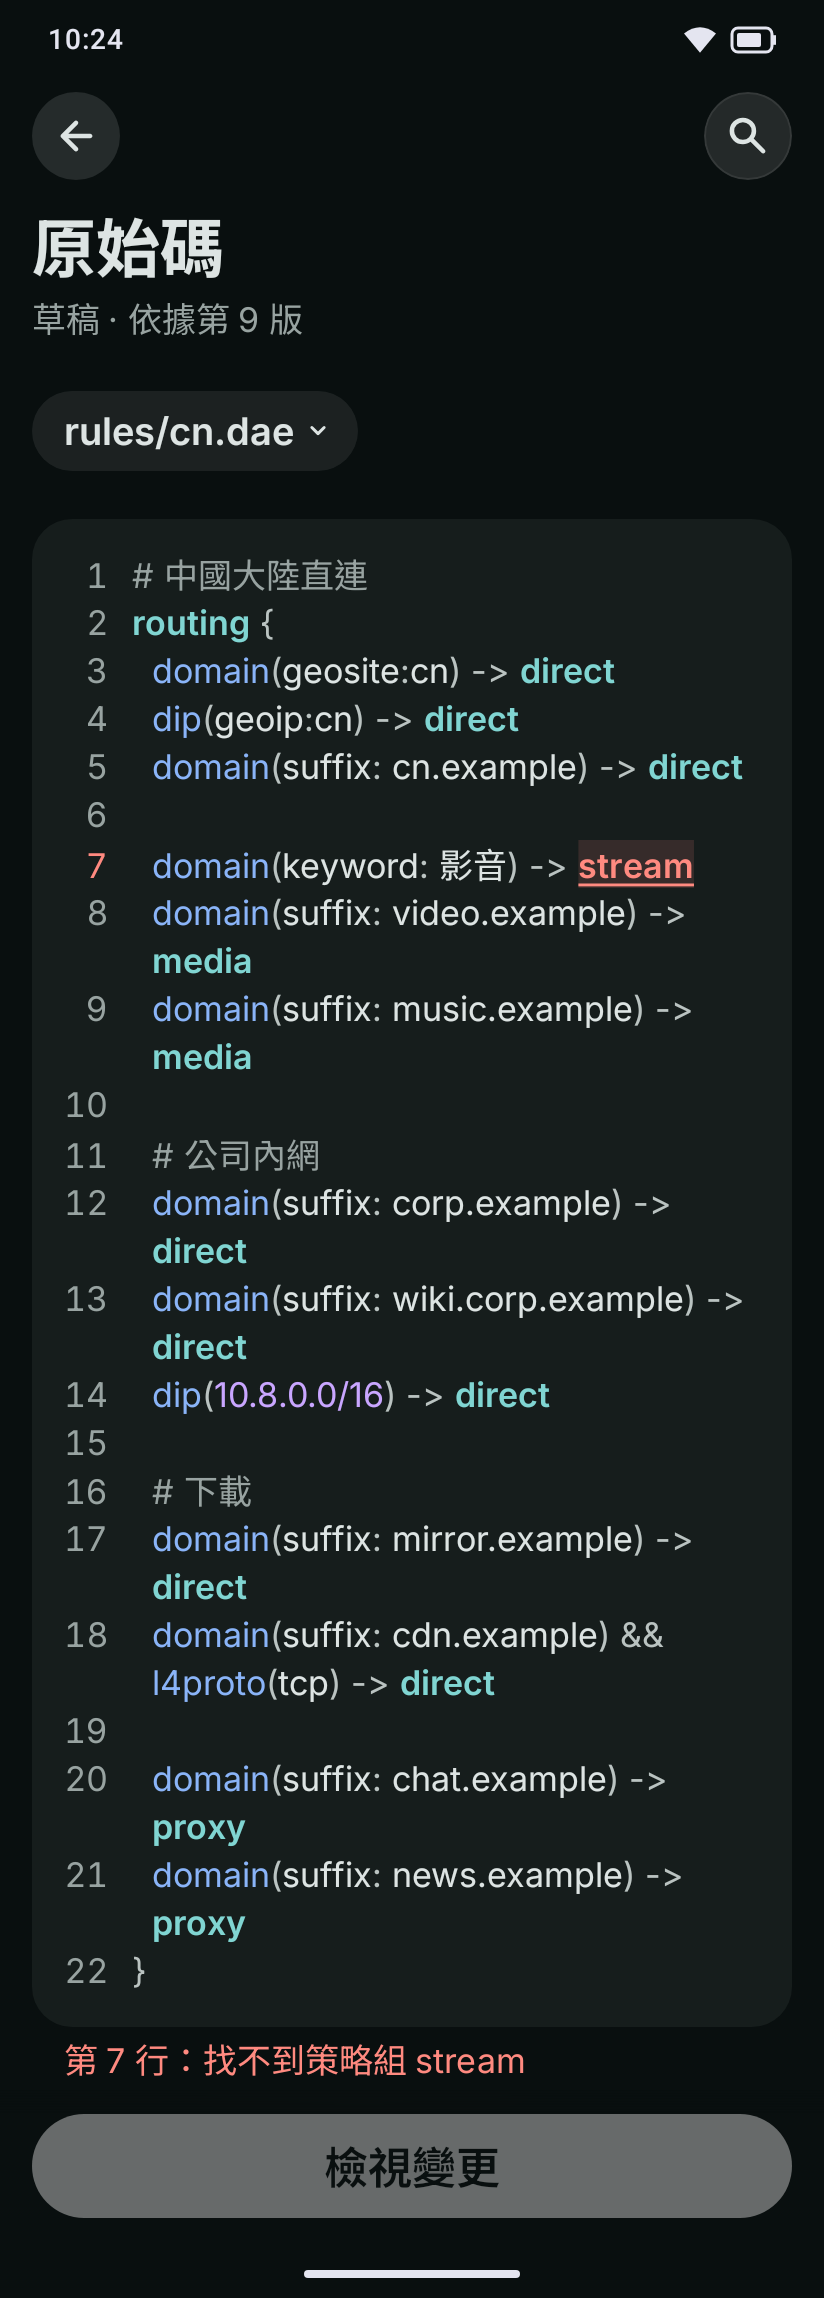 10:24
原始碼
草稿 · 依據第 9 版
rules/cn.dae
1 # 中國大陸直連
2 routing {
3 domain(geosite:cn) -> direct
4 dip(geoip:cn) -> direct
5 domain(suffix: cn.example) -> direct
6
7 domain(keyword: 影音) -> stream
8 domain(suffix: video.example) ->
media
9 domain(suffix: music.example) ->
media
10
11 # 公司內網
12 domain(suffix: corp.example) ->
direct
13 domain(suffix: wiki.corp.example) ->
direct
14 dip(10.8.0.0/16) -> direct
15
16 # 下載
17 domain(suffix: mirror.example) ->
direct
18 domain(suffix: cdn.example) &&
l4proto(tcp) -> direct
19
20 domain(suffix: chat.example) ->
proxy
21 domain(suffix: news.example) ->
proxy
22 }
第 7 行：找不到策略組 stream
檢視變更